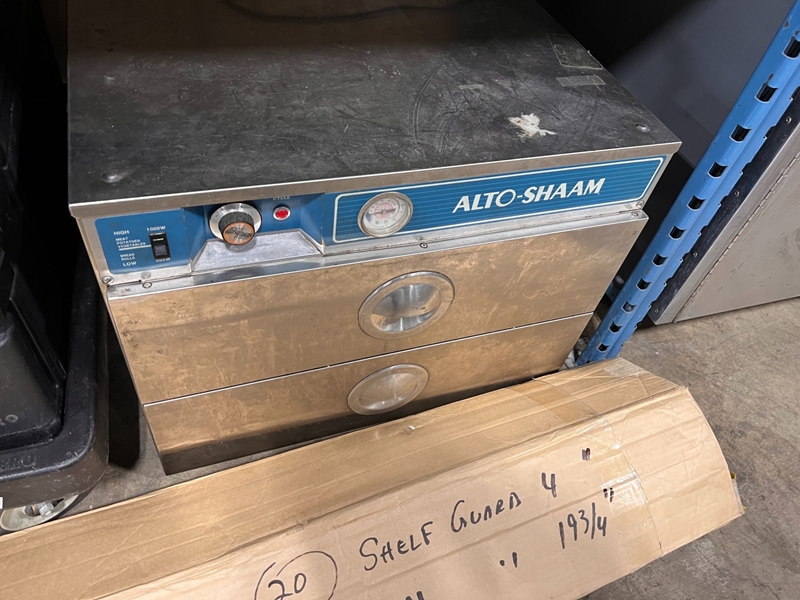 ALTO-SHAAM
CYCLE
HIGH 1000W
MEAT
POTATOES
VEGETABLES
BREAD
ROLLS
LOW
SHELF GUARD 4"
20 " 19 3/4"